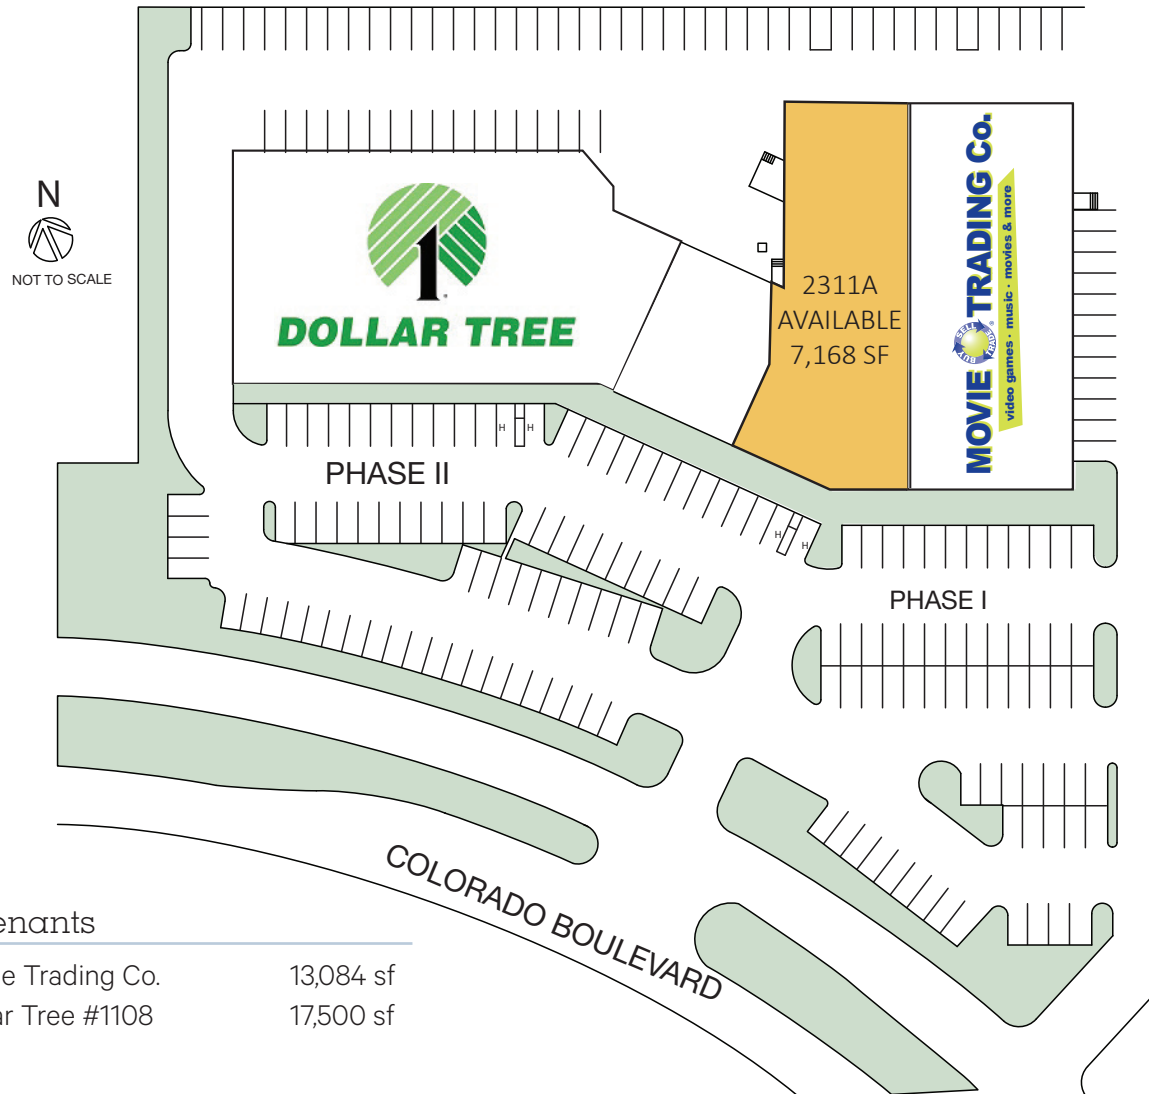 N
NOT TO SCALE
1
DOLLAR TREE
2311A
AVAILABLE
7,168 SF
MOVIE TRADING Co.
BUY SELL TRADE
video games · music · movies & more
H H
PHASE II
H
H
PHASE I
COLORADO BOULEVARD
enants
e Trading Co. 13,084 sf
ar Tree #1108 17,500 sf